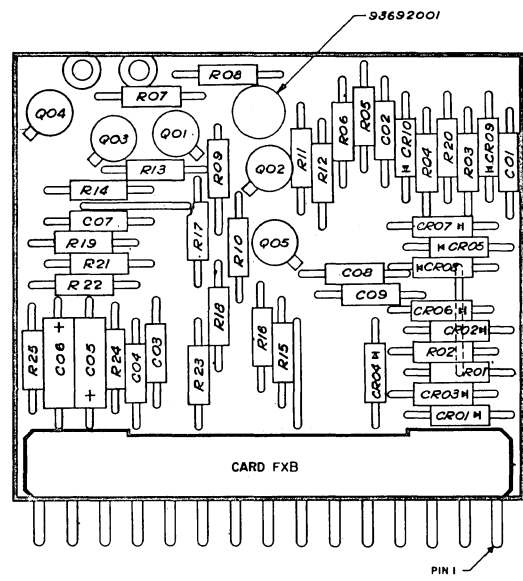 93692001
R08
R07
Q04
Q03
Q01
R13
R09
Q02
R11
R12
R06
R05
C02
CR10
R04
R20
R03
CR09
C01
R14
C07
R19
R21
R22
R17
R10
Q05
CR07
CR05
CR08
C08
C09
CR06
CR02
R02
R01
CR03
CR01
R25
+
C06
C05
+
R24
C04
C03
R23
R18
R16
R15
CR04
CARD FXB
PIN 1